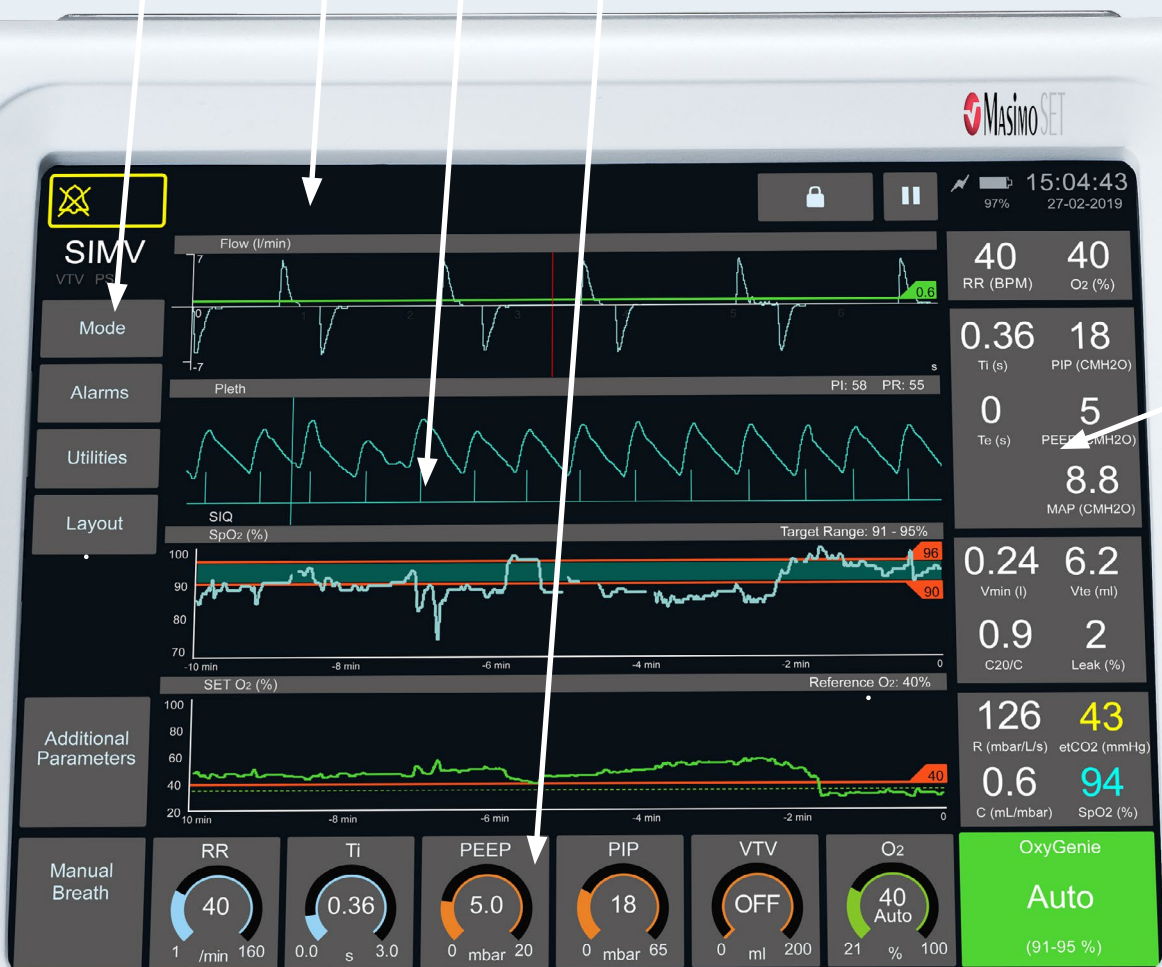 Masimo SET
15:04:43
97%
27-02-2019
SIMV
VTV PS
Mode
Alarms
Utilities
Layout
Additional
Parameters
Manual
Breath
Flow (l/min)
7
0 1 2 3 5 6
0.6
-7
s
Pleth PI: 58 PR: 55
SIQ
SpO2 (%) Target Range: 91 - 95%
100
96
90
90
80
70
-10 min -8 min -6 min -4 min -2 min 0
SET O2 (%) Reference O2: 40%
100
80
60
40
40
20
10 min -8 min -6 min -4 min -2 min 0
40 40
RR (BPM) O2 (%)
0.36 18
Ti (s) PIP (CMH2O)
0 5
Te (s) PEEP (CMH2O)
8.8
MAP (CMH2O)
0.24 6.2
Vmin (l) Vte (ml)
0.9 2
C20/C Leak (%)
126 43
R (mbar/L/s) etCO2 (mmHg)
0.6 94
C (mL/mbar) SpO2 (%)
RR
40
1 /min 160
Ti
0.36
0.0 s 3.0
PEEP
5.0
0 mbar 20
PIP
18
0 mbar 65
VTV
OFF
0 ml 200
O2
40
Auto
21 % 100
OxyGenie
Auto
(91-95 %)